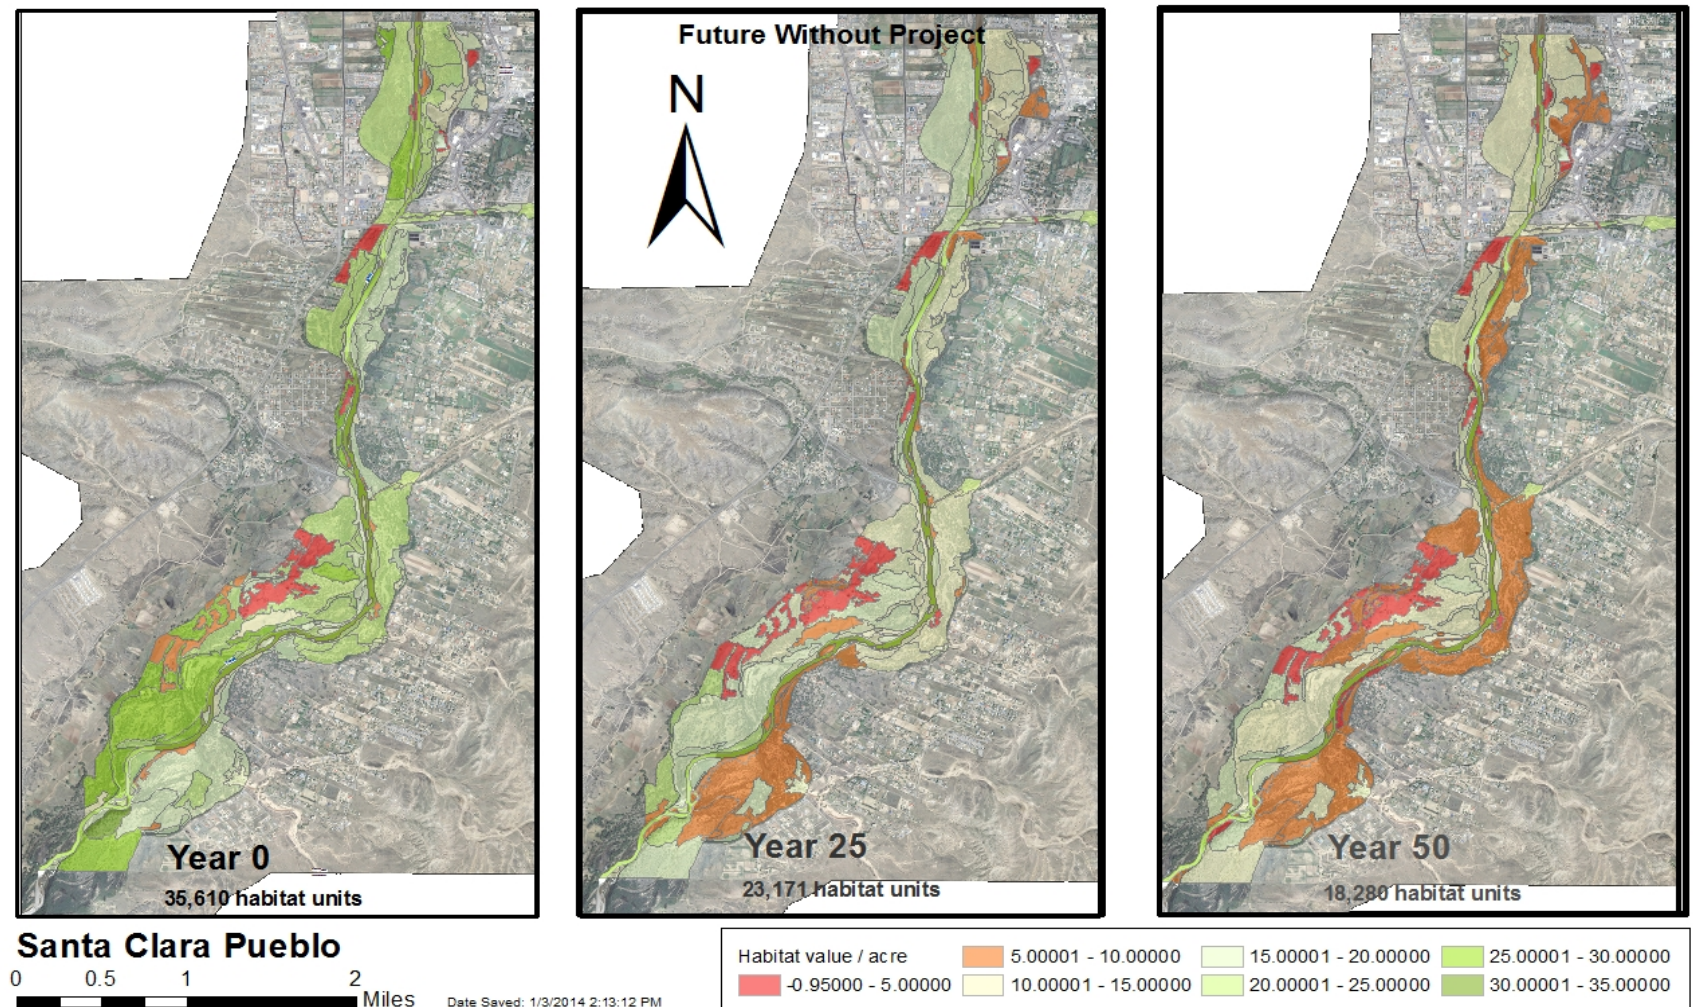 Future Without Project
N
Year 0
35,610 habitat units
Year 25
23,171 habitat units
Year 50
18,280 habitat units
Santa Clara Pueblo
0 0.5 1 2
Miles
Date Saved: 1/3/2014 2:13:12 PM
Habitat value / acre
-0.95000 - 5.00000
5.00001 - 10.00000
10.00001 - 15.00000
15.00001 - 20.00000
20.00001 - 25.00000
25.00001 - 30.00000
30.00001 - 35.00000